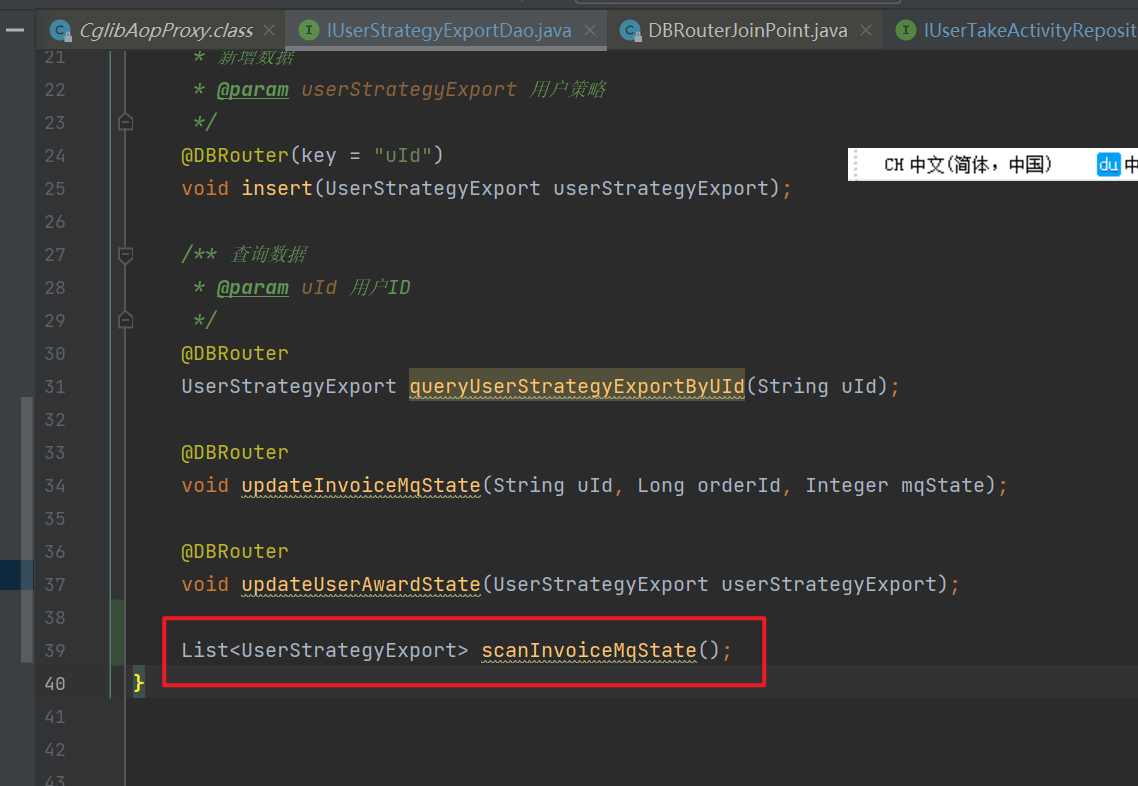 CglibAopProxy.class IUserStrategyExportDao.java DBRouterJoinPoint.java IUserTakeActivityReposit
21 * 新增数据
22 * @param userStrategyExport 用户策略
23 */
24 @DBRouter(key = "uId")
CH 中文(简体，中国) du 中
25 void insert(UserStrategyExport userStrategyExport);
26
27 /** 查询数据
28 * @param uId 用户ID
29 */
30 @DBRouter
31 UserStrategyExport queryUserStrategyExportByUId(String uId);
32
33 @DBRouter
34 void updateInvoiceMqState(String uId, Long orderId, Integer mqState);
35
36 @DBRouter
37 void updateUserAwardState(UserStrategyExport userStrategyExport);
38
39 List<UserStrategyExport> scanInvoiceMqState();
40 }
41
42
43